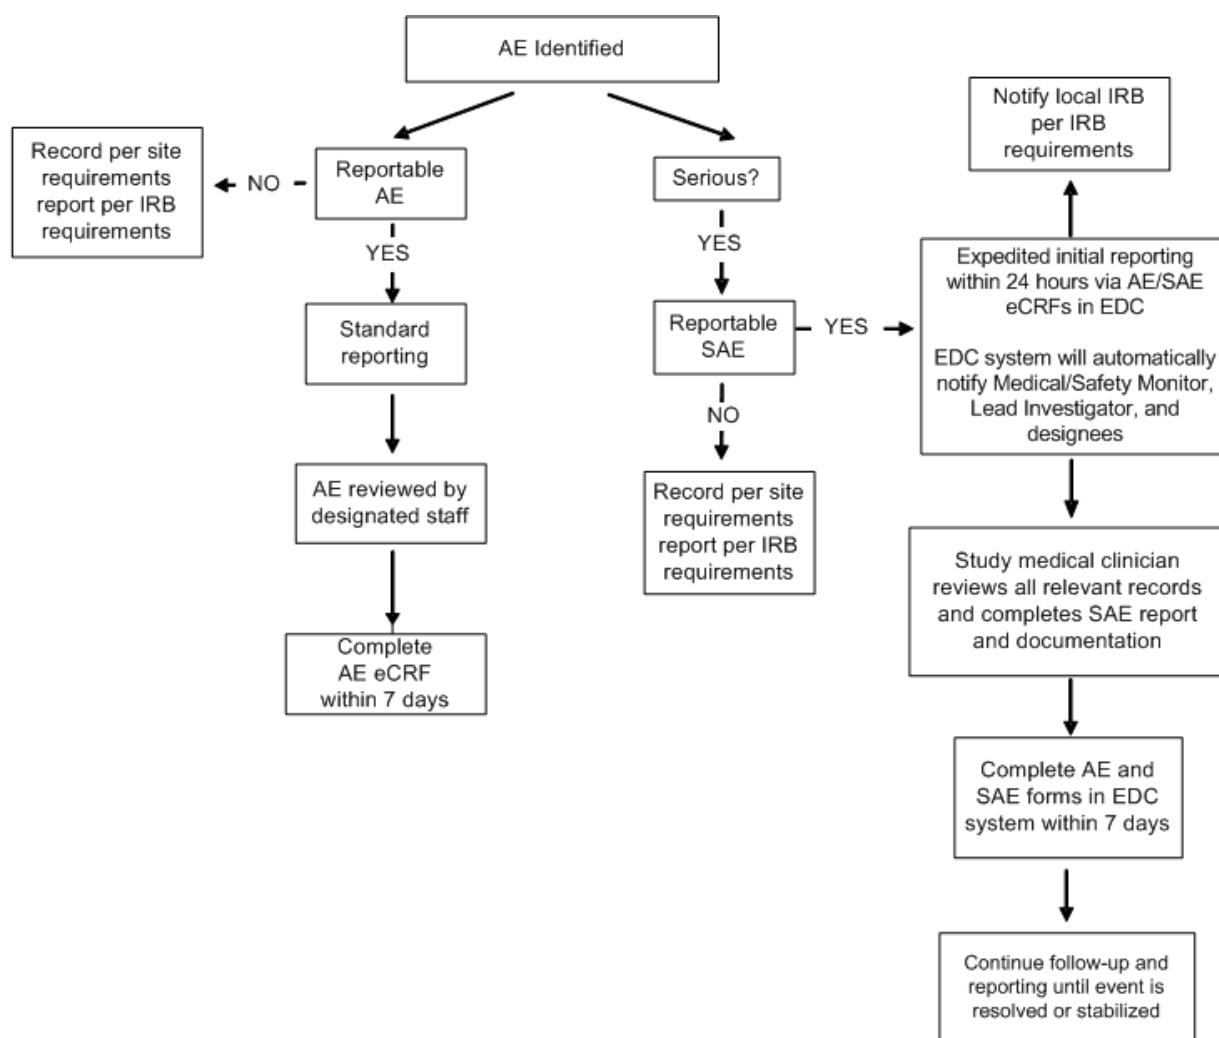 AE Identified
Notify local IRB
per IRB
requirements
Record per site
requirements
report per IRB
requirements
NO
Reportable
AE
Serious?
YES
YES
Expedited initial reporting
within 24 hours via AE/SAE
eCRFs in EDC
EDC system will automatically
notify Medical/Safety Monitor,
Lead Investigator, and
designees
Standard
reporting
Reportable
SAE
YES
NO
AE reviewed by
designated staff
Record per site
requirements
report per IRB
requirements
Study medical clinician
reviews all relevant records
and completes SAE report
and documentation
Complete
AE eCRF
within 7 days
Complete AE and
SAE forms in EDC
system within 7 days
Continue follow-up and
reporting until event is
resolved or stabilized